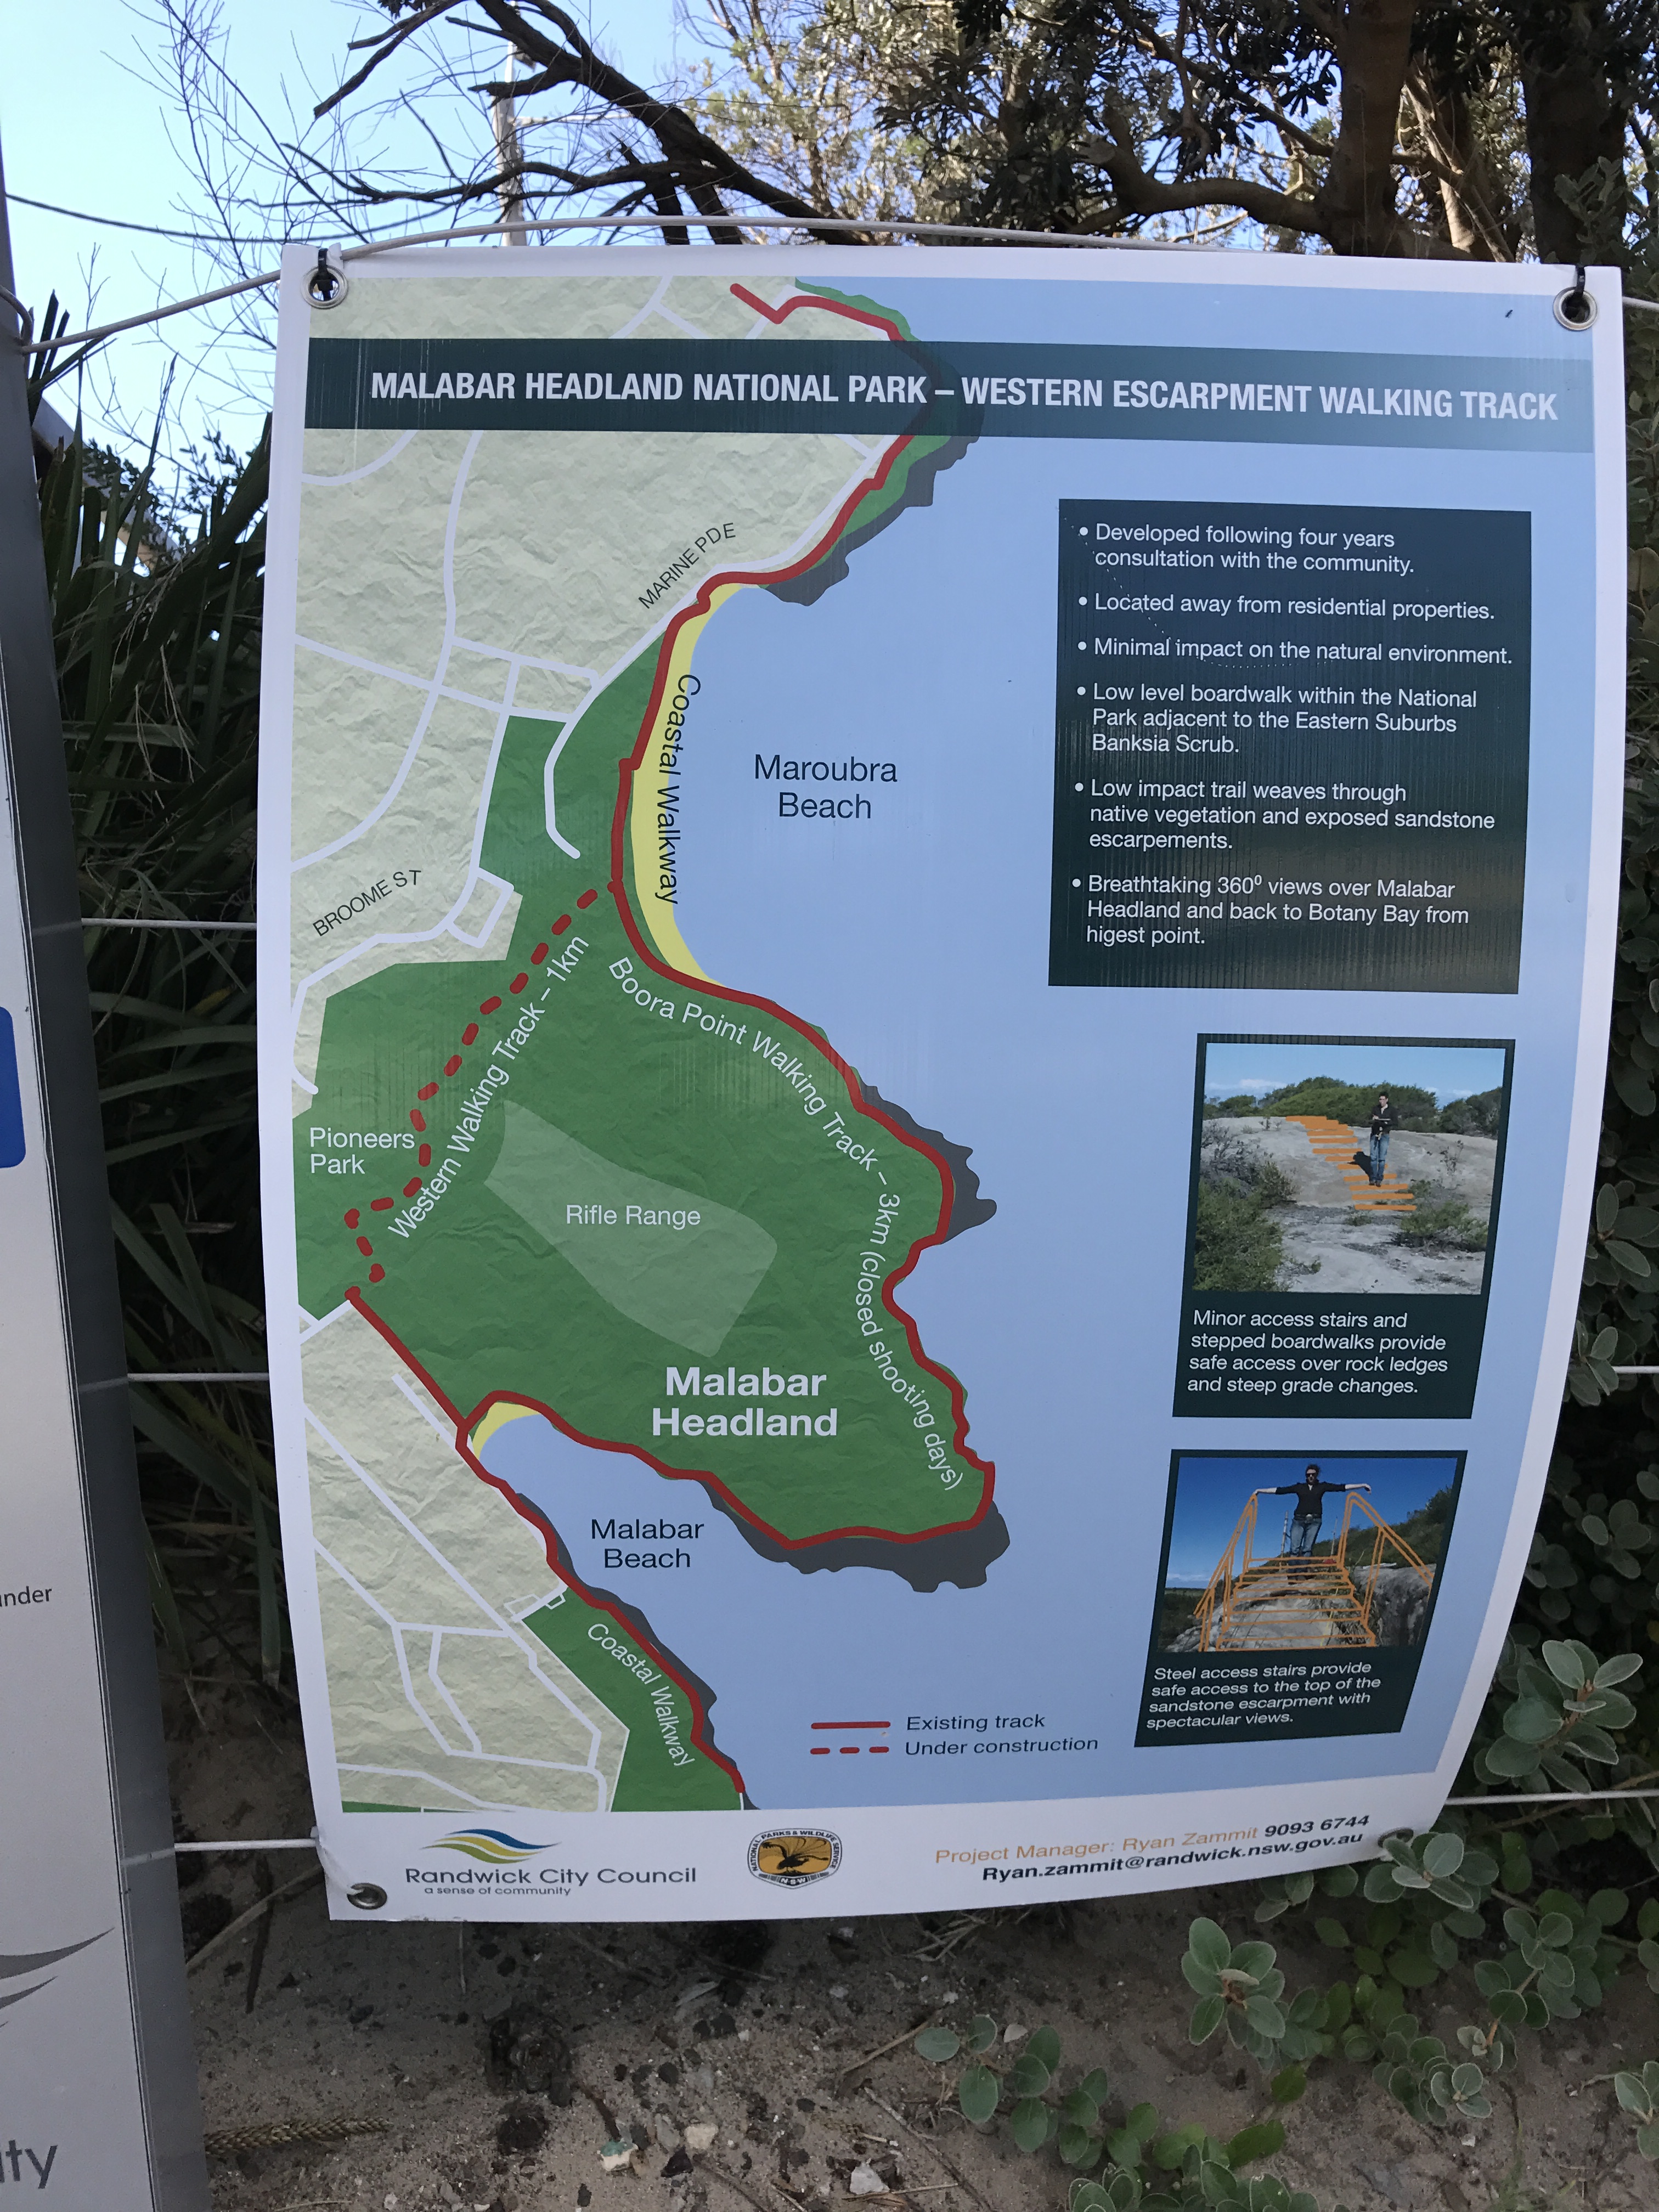 MALABAR HEADLAND NATIONAL PARK – WESTERN ESCARPMENT WALKING TRACK
• Developed following four years
consultation with the community.
• Located away from residential properties.
• Minimal impact on the natural environment.
• Low level boardwalk within the National
Park adjacent to the Eastern Suburbs
Banksia Scrub.
• Low impact trail weaves through
native vegetation and exposed sandstone
escarpements.
• Breathtaking 360⁰ views over Malabar
Headland and back to Botany Bay from
higest point.
MARINE PDE
Coastal Walkway
Maroubra
Beach
BROOME ST
Western Walking Track – 1km
Boora Point Walking Track – 3km (closed shooting days)
Pioneers
Park
Rifle Range
Malabar
Headland
Malabar
Beach
Coastal Walkway
Minor access stairs and
stepped boardwalks provide
safe access over rock ledges
and steep grade changes.
Steel access stairs provide
safe access to the top of the
sandstone escarpment with
spectacular views.
Existing track
Under construction
Randwick City Council
a sense of community
NATIONAL PARKS & WILDLIFE SERVICE
NSW
Project Manager: Ryan Zammit 9093 6744
Ryan.zammit@randwick.nsw.gov.au